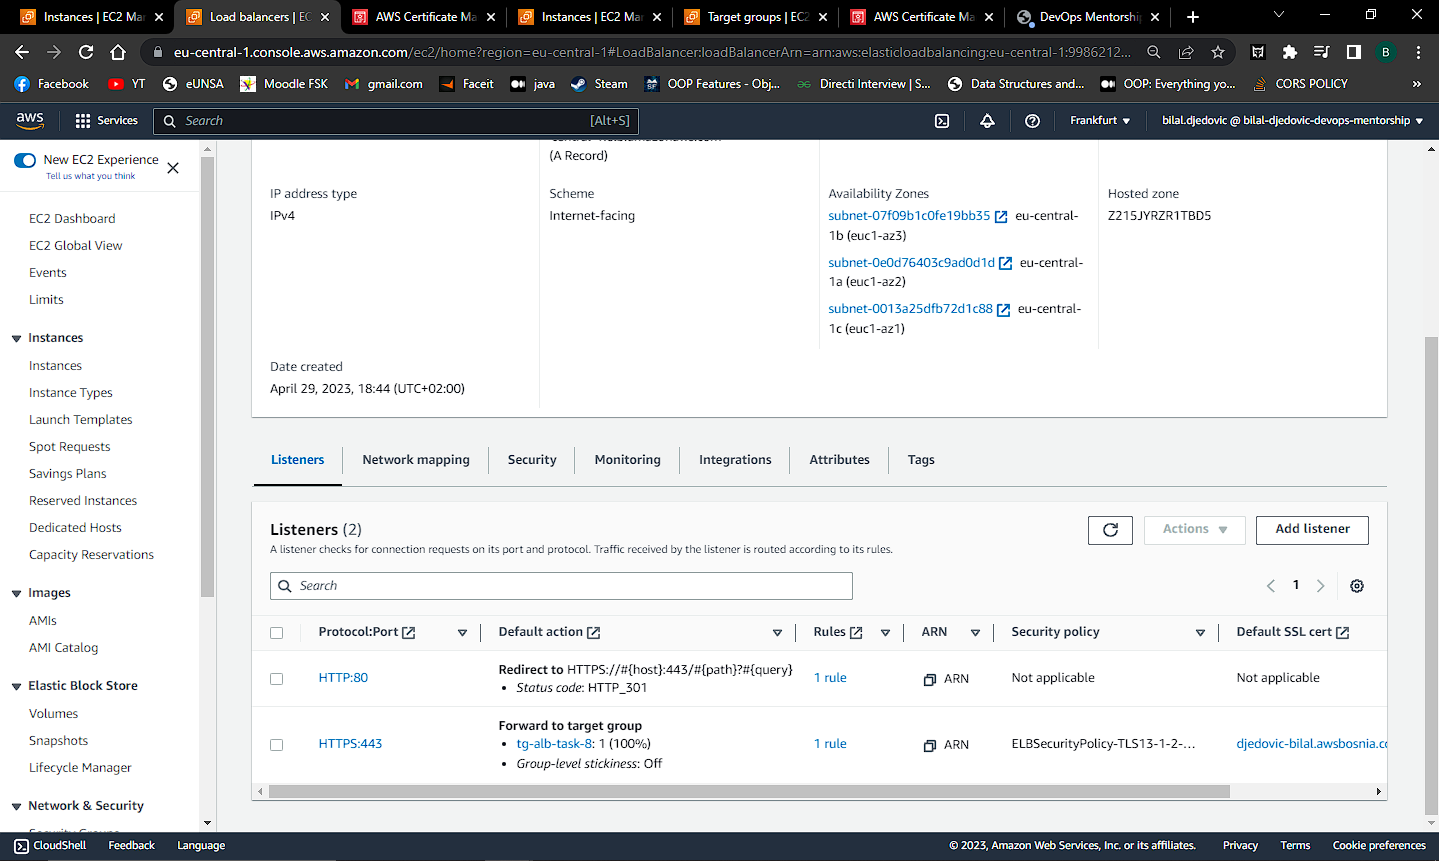 Instances | EC2 Mar
Load balancers | EC
AWS Certificate Ma
Instances | EC2 Mar
Target groups | EC2
AWS Certificate Ma
DevOps Mentorship
eu-central-1.console.aws.amazon.com/ec2/home?region=eu-central-1#LoadBalancer:loadBalancerArn=arn:aws:elasticloadbalancing:eu-central-1:9986212...
B
Facebook
YT
eUNSA
Moodle FSK
gmail.com
Faceit
java
Steam
OOP Features - Obj...
Directi Interview | S...
Data Structures and...
OOP: Everything yo...
CORS POLICY
»
aws
Services
Search
[Alt+S]
Frankfurt
bilal.djedovic @ bilal-djedovic-devops-mentorship
New EC2 Experience
Tell us what you think
EC2 Dashboard
EC2 Global View
Events
Limits
Instances
Instances
Instance Types
Launch Templates
Spot Requests
Savings Plans
Reserved Instances
Dedicated Hosts
Capacity Reservations
Images
AMIs
AMI Catalog
Elastic Block Store
Volumes
Snapshots
Lifecycle Manager
Network & Security
(A Record)
IP address type
IPv4
Scheme
Internet-facing
Availability Zones
subnet-07f09b1c0fe19bb35 eu-central-
1b (euc1-az3)
subnet-0e0d76403c9ad0d1d eu-central-
1a (euc1-az2)
subnet-0013a25dfb72d1c88 eu-central-
1c (euc1-az1)
Hosted zone
Z215JYRZR1TBD5
Date created
April 29, 2023, 18:44 (UTC+02:00)
Listeners
Network mapping
Security
Monitoring
Integrations
Attributes
Tags
Listeners (2)
A listener checks for connection requests on its port and protocol. Traffic received by the listener is routed according to its rules.
Actions
Add listener
Search
1
Protocol:Port
Default action
Rules
ARN
Security policy
Default SSL cert
HTTP:80
Redirect to HTTPS://#{host}:443/#{path}?#{query}
• Status code: HTTP_301
1 rule
ARN
Not applicable
Not applicable
HTTPS:443
Forward to target group
• tg-alb-task-8: 1 (100%)
• Group-level stickiness: Off
1 rule
ARN
ELBSecurityPolicy-TLS13-1-2-...
djedovic-bilal.awsbosnia.co
CloudShell
Feedback
Language
© 2023, Amazon Web Services, Inc. or its affiliates.
Privacy
Terms
Cookie preferences